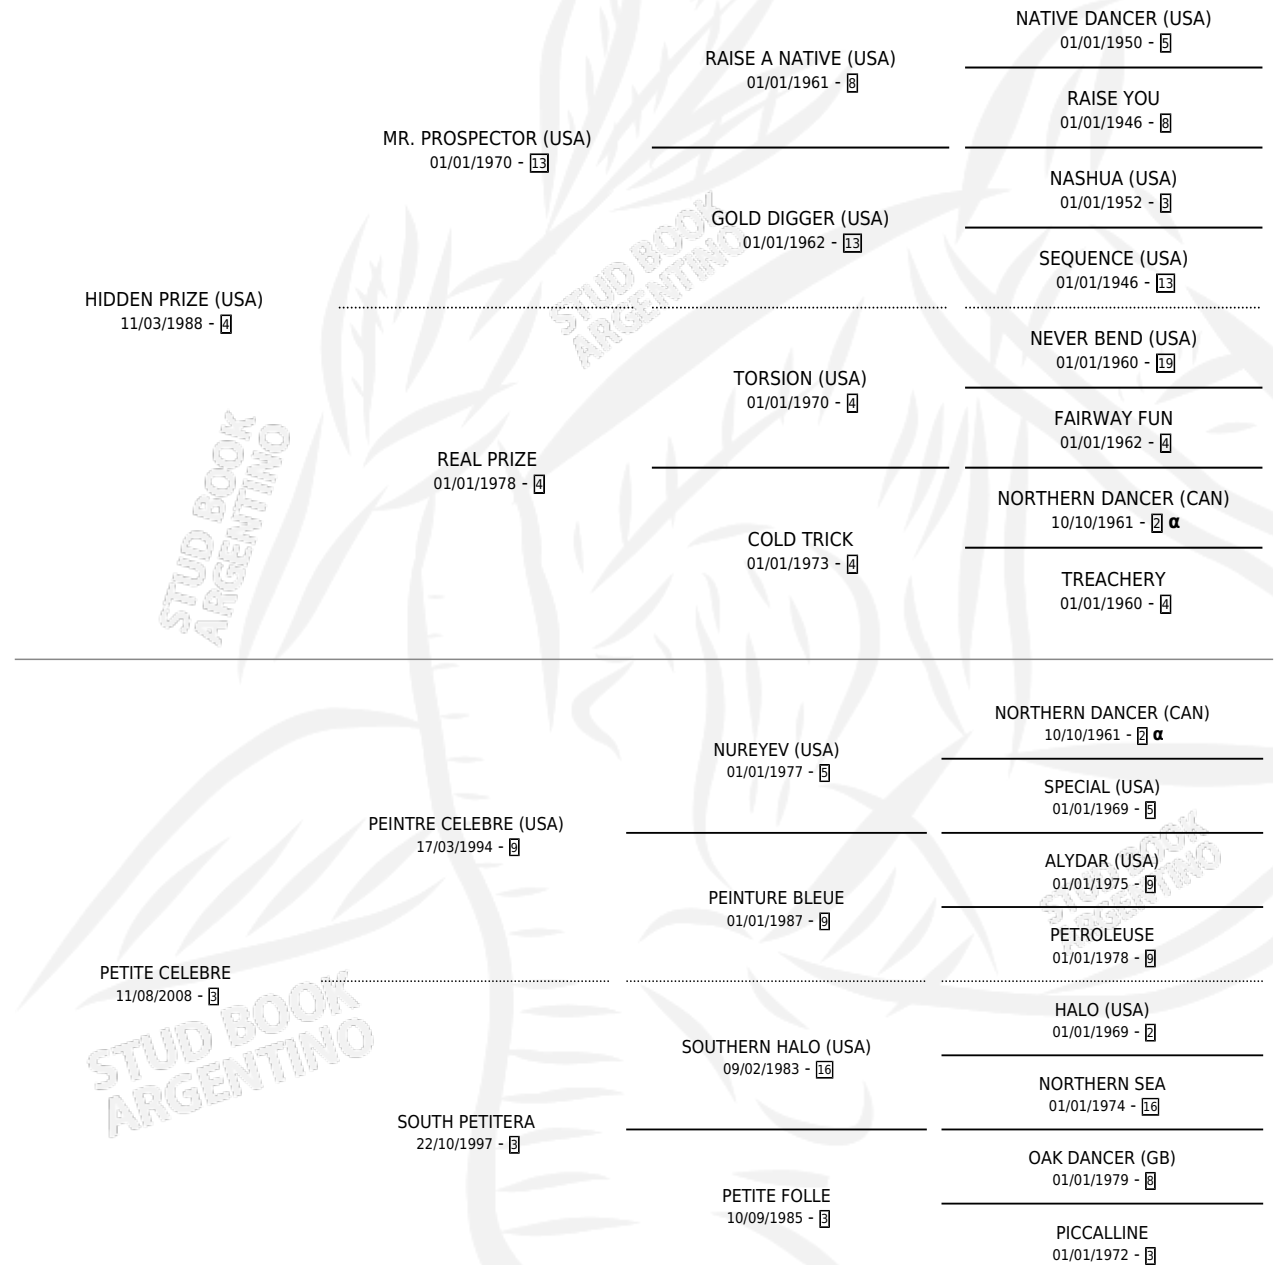 NATIVE DANCER (USA)
01/01/1950 - 5
RAISE A NATIVE (USA)
01/01/1961 - 8
RAISE YOU
01/01/1946 - 8
MR. PROSPECTOR (USA)
01/01/1970 - 13
NASHUA (USA)
01/01/1952 - 3
GOLD DIGGER (USA)
01/01/1962 - 13
SEQUENCE (USA)
01/01/1946 - 13
HIDDEN PRIZE (USA)
11/03/1988 - 4
NEVER BEND (USA)
01/01/1960 - 19
TORSION (USA)
01/01/1970 - 4
FAIRWAY FUN
01/01/1962 - 4
REAL PRIZE
01/01/1978 - 4
NORTHERN DANCER (CAN)
10/10/1961 - 2 α
COLD TRICK
01/01/1973 - 4
TREACHERY
01/01/1960 - 4
NORTHERN DANCER (CAN)
10/10/1961 - 2 α
NUREYEV (USA)
01/01/1977 - 5
SPECIAL (USA)
01/01/1969 - 5
PEINTRE CELEBRE (USA)
17/03/1994 - 9
ALYDAR (USA)
01/01/1975 - 9
PEINTURE BLEUE
01/01/1987 - 9
PETROLEUSE
01/01/1978 - 9
PETITE CELEBRE
11/08/2008 - 3
HALO (USA)
01/01/1969 - 2
SOUTHERN HALO (USA)
09/02/1983 - 16
NORTHERN SEA
01/01/1974 - 16
SOUTH PETITERA
22/10/1997 - 3
OAK DANCER (GB)
01/01/1979 - 8
PETITE FOLLE
10/09/1985 - 3
PICCALLINE
01/01/1972 - 3
STUD BOOK
ARGENTINO
STUD BOOK
ARGENTINO
STUD BOOK
ARGENTINO
STUD BOOK
ARGENTINO